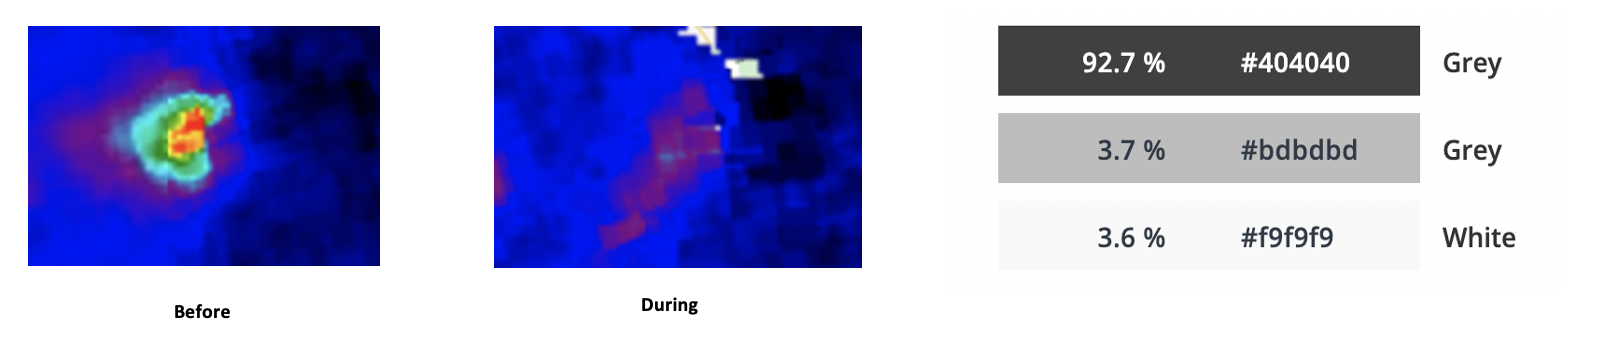 92.7 % #404040 Grey
3.7 % #bdbdbd Grey
3.6 % #f9f9f9 White
Before
During